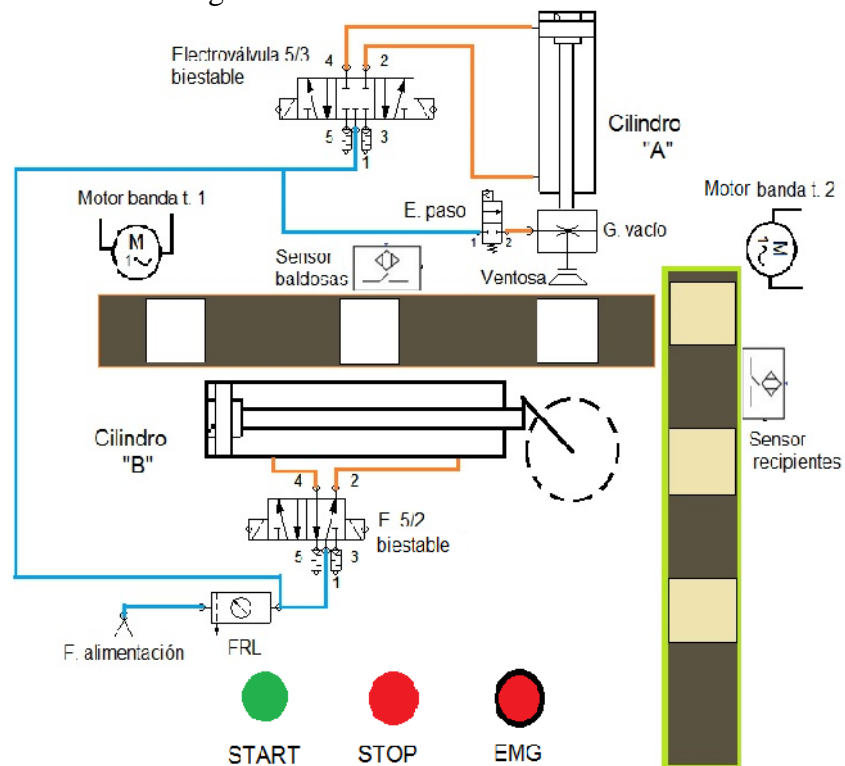 Electroválvula 5/3
biestable
4
2
5
3
1
Cilindro
"A"
Motor banda t. 1
M
1
E. paso
1
2
G. vacío
Motor banda t. 2
M
1
Sensor
baldosas
Ventosa
Cilindro
"B"
4
2
E. 5/2
biestable
5
3
1
Sensor
recipientes
F. alimentación
FRL
START
STOP
EMG